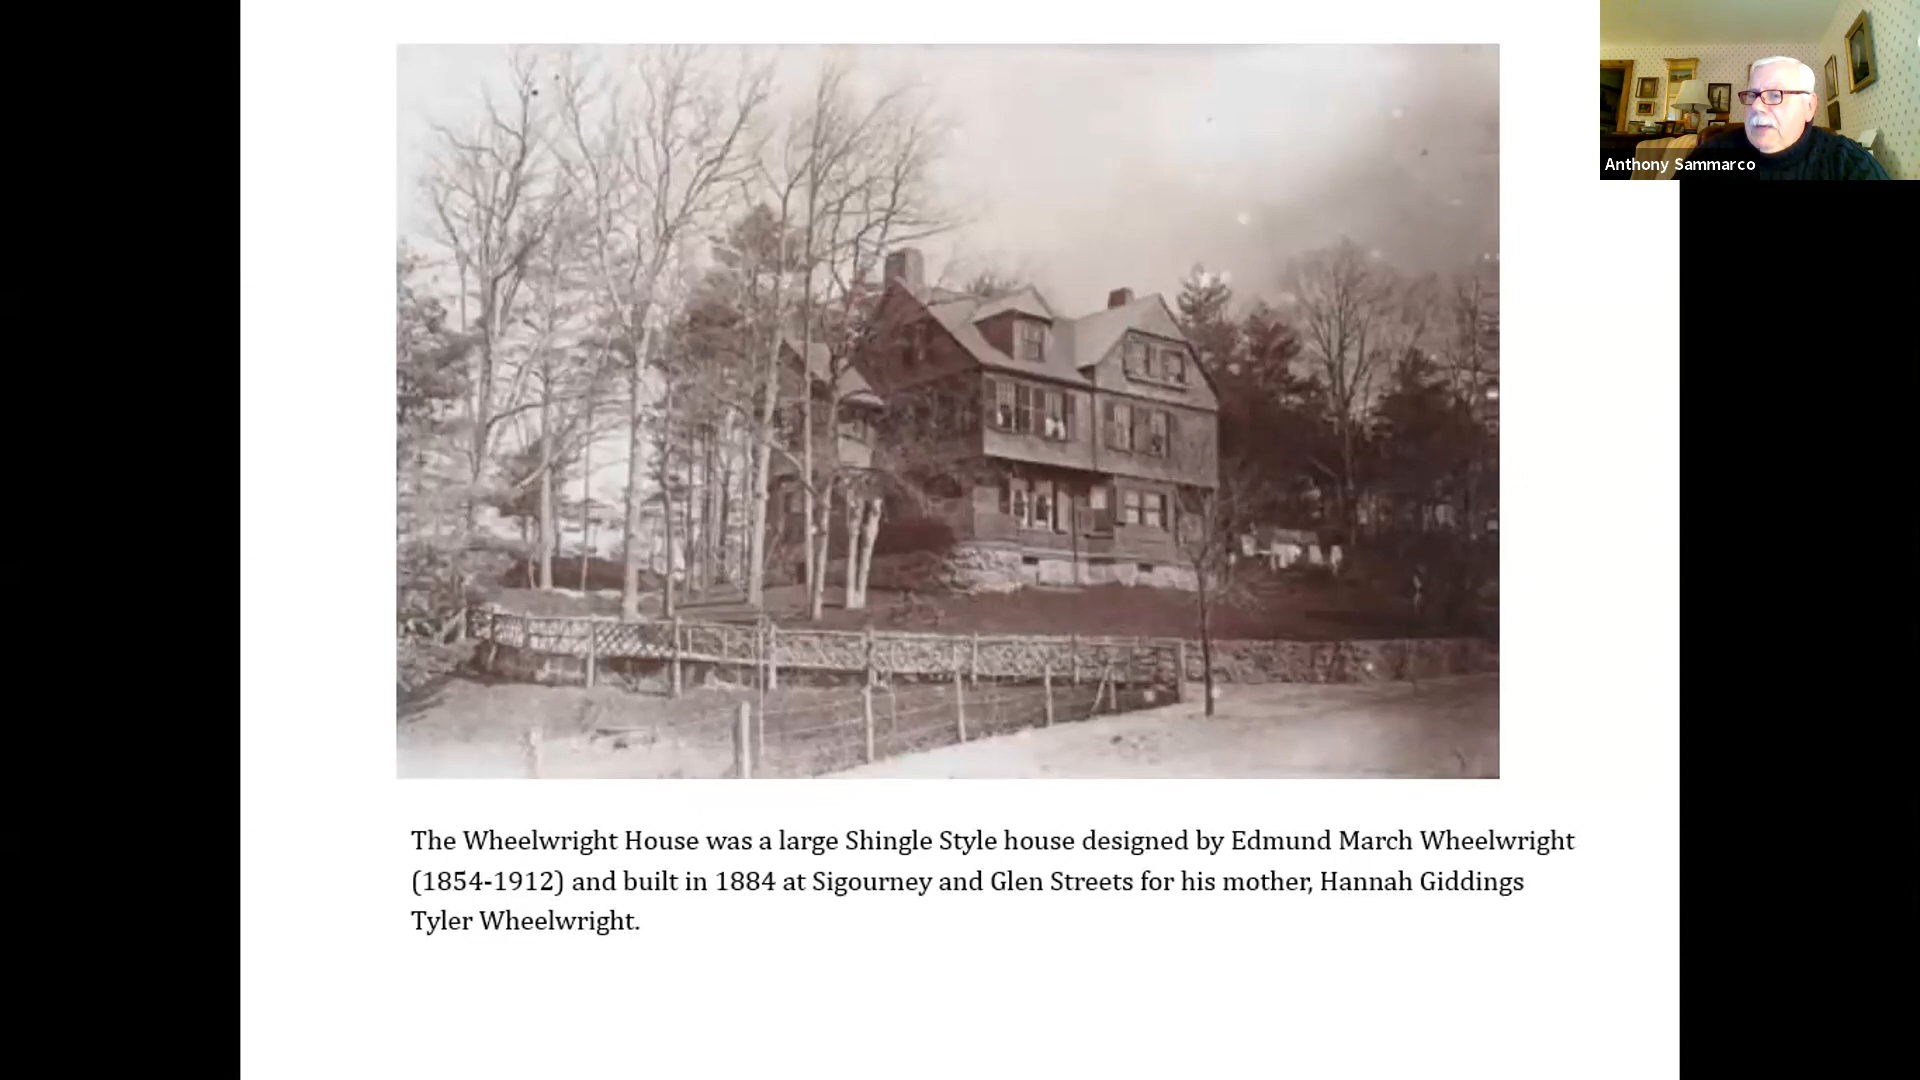 Anthony Sammarco
The Wheelwright House was a large Shingle Style house designed by Edmund March Wheelwright
(1854-1912) and built in 1884 at Sigourney and Glen Streets for his mother, Hannah Giddings
Tyler Wheelwright.